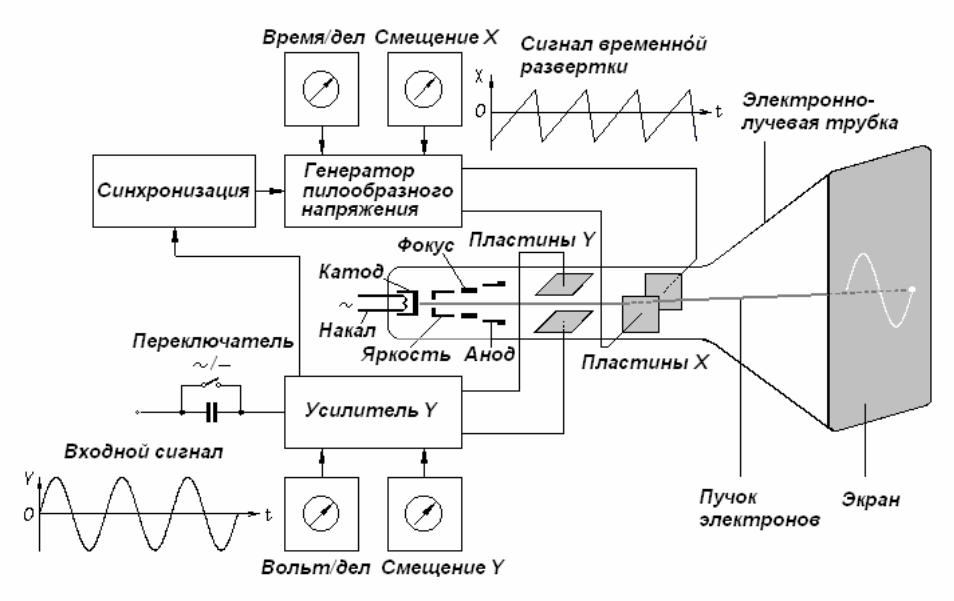 Время/дел Смещение X
Сигнал временнóй
развертки
X
O
t
Электронно-
лучевая трубка
Синхронизация
Генератор
пилообразного
напряжения
Фокус
Пластины Y
Катод
~
Накал
Яркость
Анод
Пластины X
Переключатель
~/–
Усилитель Y
Входной сигнал
Y
O
t
Пучок
электронов
Экран
Вольт/дел Смещение Y